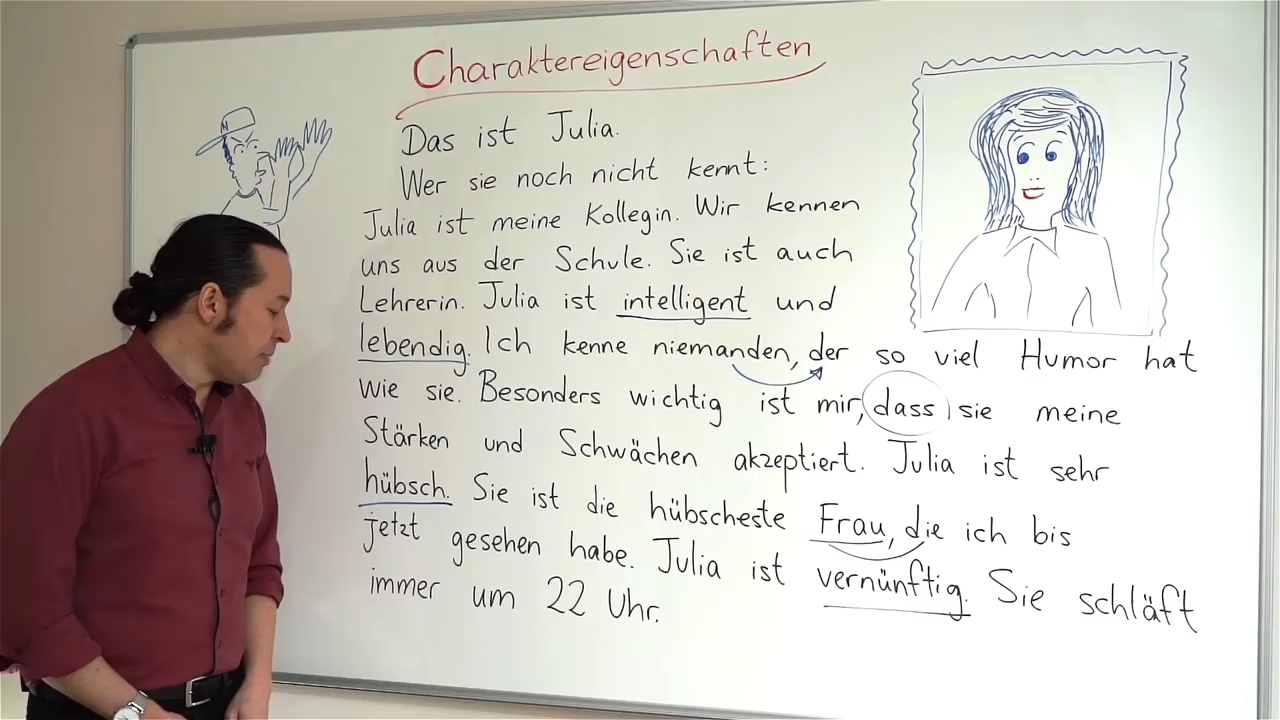 Charaktereigenschaften
Das ist Julia.
Wer sie noch nicht kennt:
Julia ist meine Kollegin. Wir kennen
uns aus der Schule. Sie ist auch
Lehrerin. Julia ist intelligent und
lebendig. Ich kenne niemanden, der so viel Humor hat
wie sie. Besonders wichtig ist mir, dass sie meine
Stärken und Schwächen akzeptiert. Julia ist sehr
hübsch. Sie ist die hübscheste Frau, die ich bis
jetzt gesehen habe. Julia ist vernünftig. Sie schläft
immer um 22 Uhr.
N